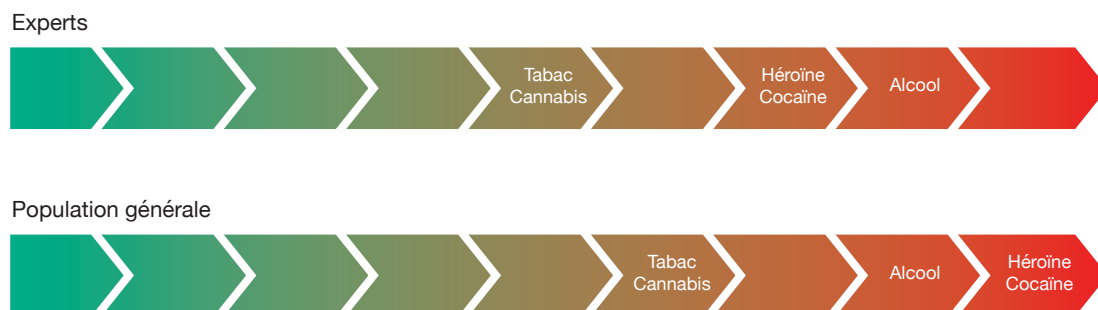 Experts
Tabac
Cannabis
Héroïne
Cocaïne
Alcool
Population générale
Tabac
Cannabis
Alcool
Héroïne
Cocaïne